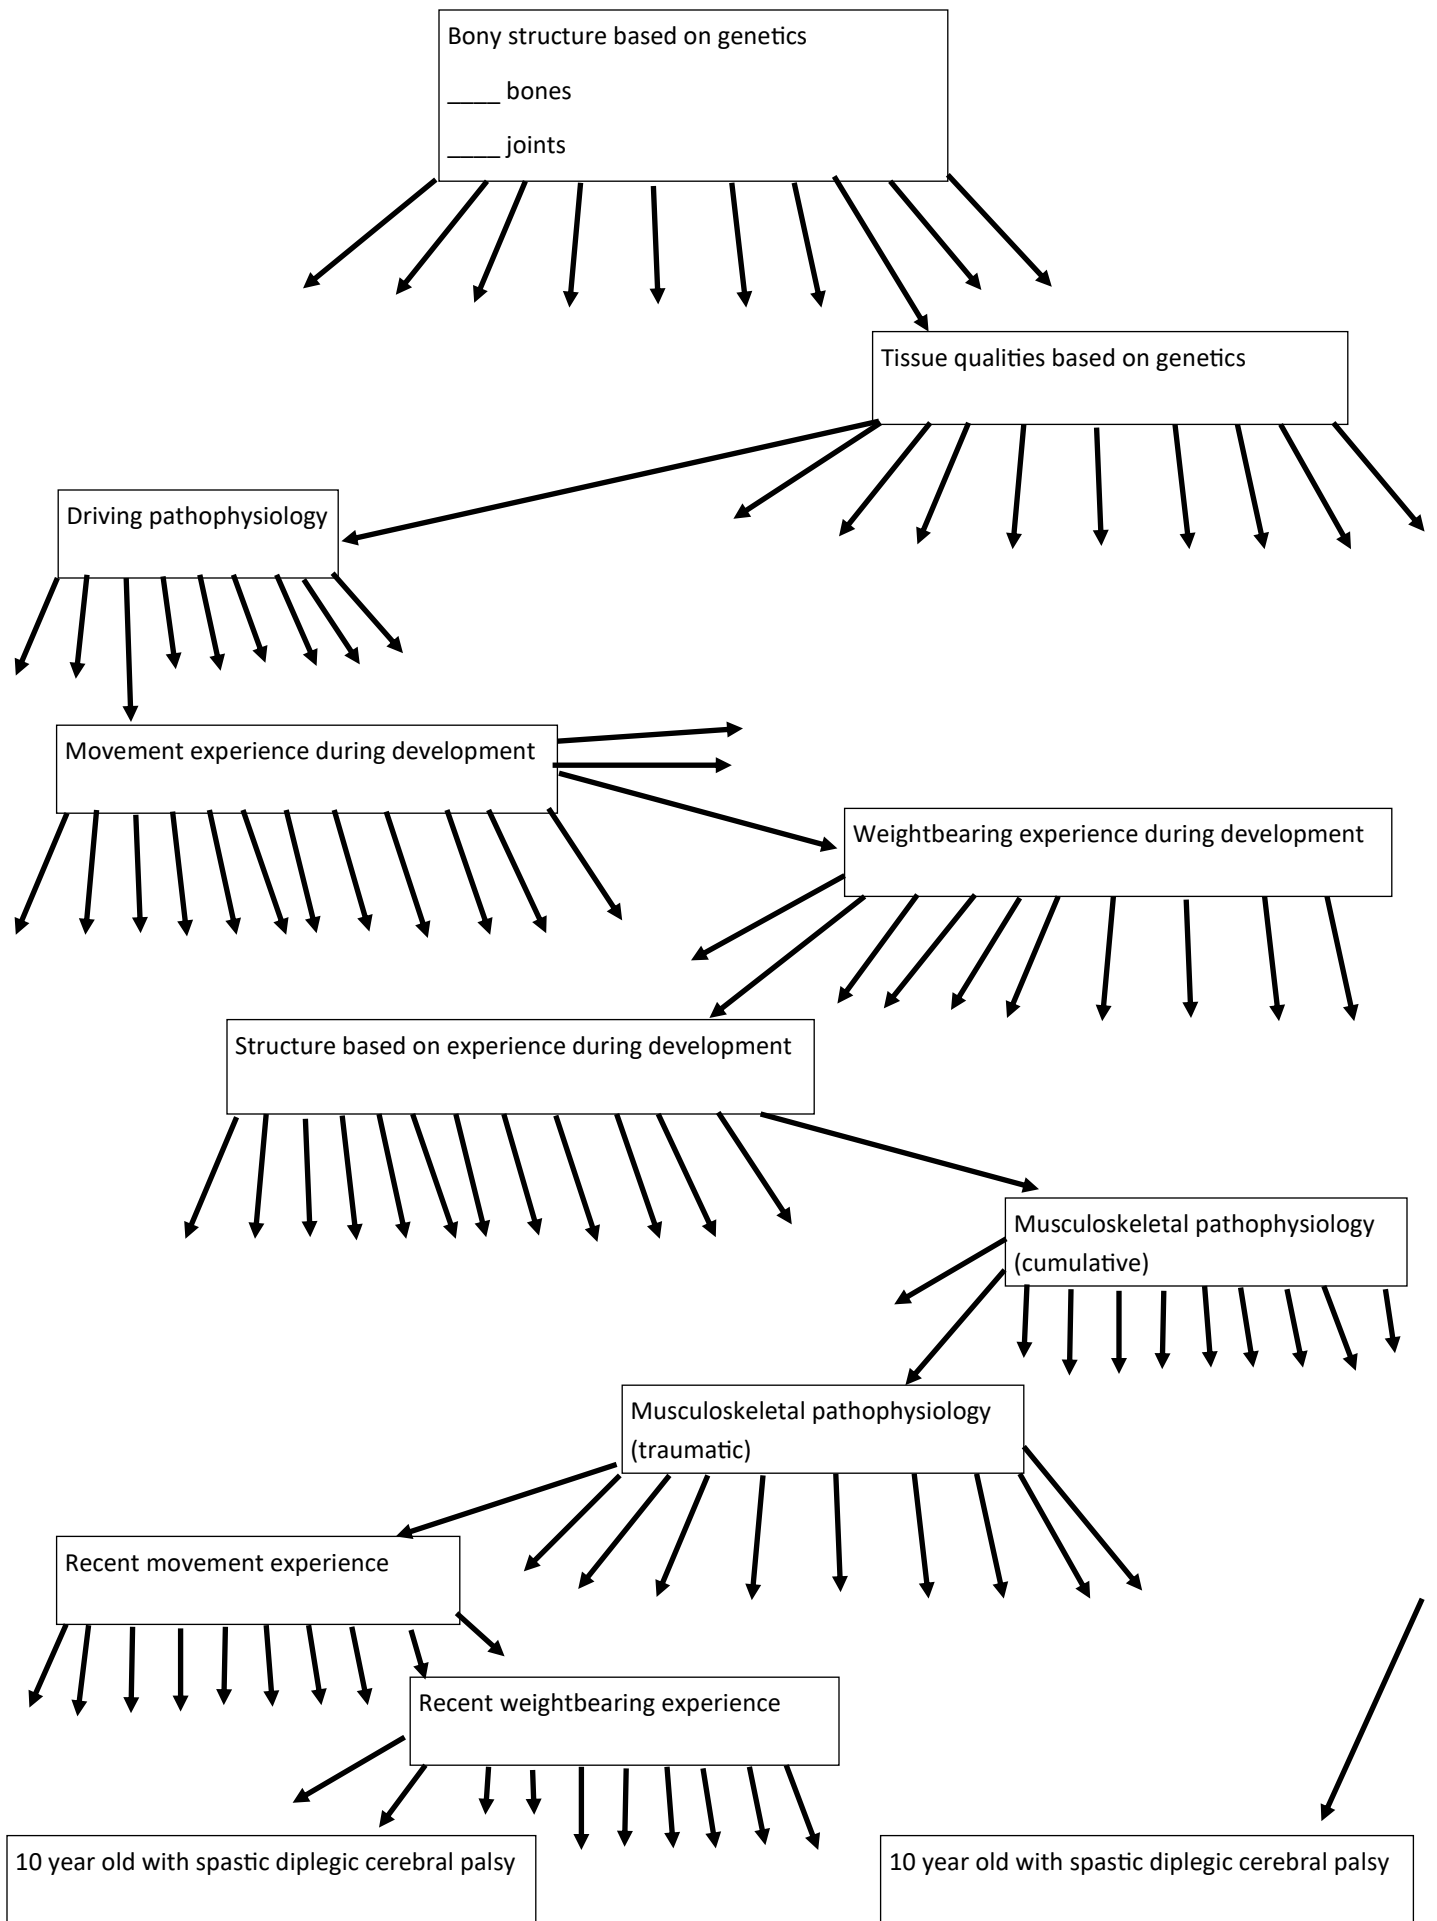 Bony structure based on genetics
____ bones
____ joints
Tissue qualities based on genetics
Driving pathophysiology
Movement experience during development
Weightbearing experience during development
Structure based on experience during development
Musculoskeletal pathophysiology
(cumulative)
Musculoskeletal pathophysiology
(traumatic)
Recent movement experience
Recent weightbearing experience
10 year old with spastic diplegic cerebral palsy
10 year old with spastic diplegic cerebral palsy